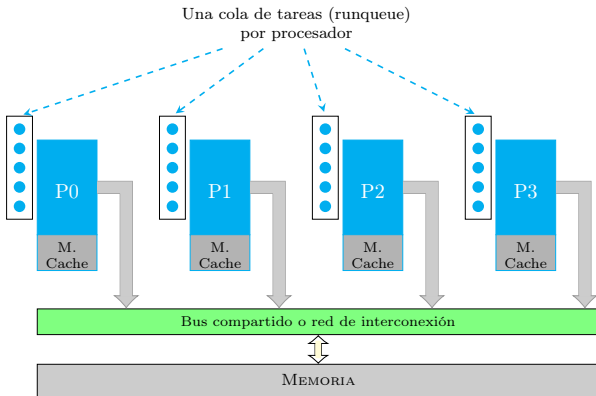 Una cola de tareas (runqueue)
por procesador
P0
P1
P2
P3
M.
Cache
M.
Cache
M.
Cache
M.
Cache
Bus compartido o red de interconexión
MEMORIA